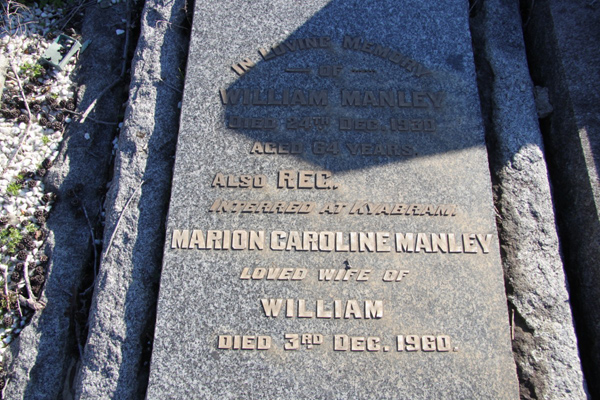 In Loving Memory
— OF —
WILLIAM MANLEY
DIED 24TH DEC. 1930
AGED 64 YEARS.
ALSO REG.
INTERRED AT KYABRAM.
MARION CAROLINE MANLEY
LOVED WIFE OF
WILLIAM
DIED 3RD DEC. 1960.